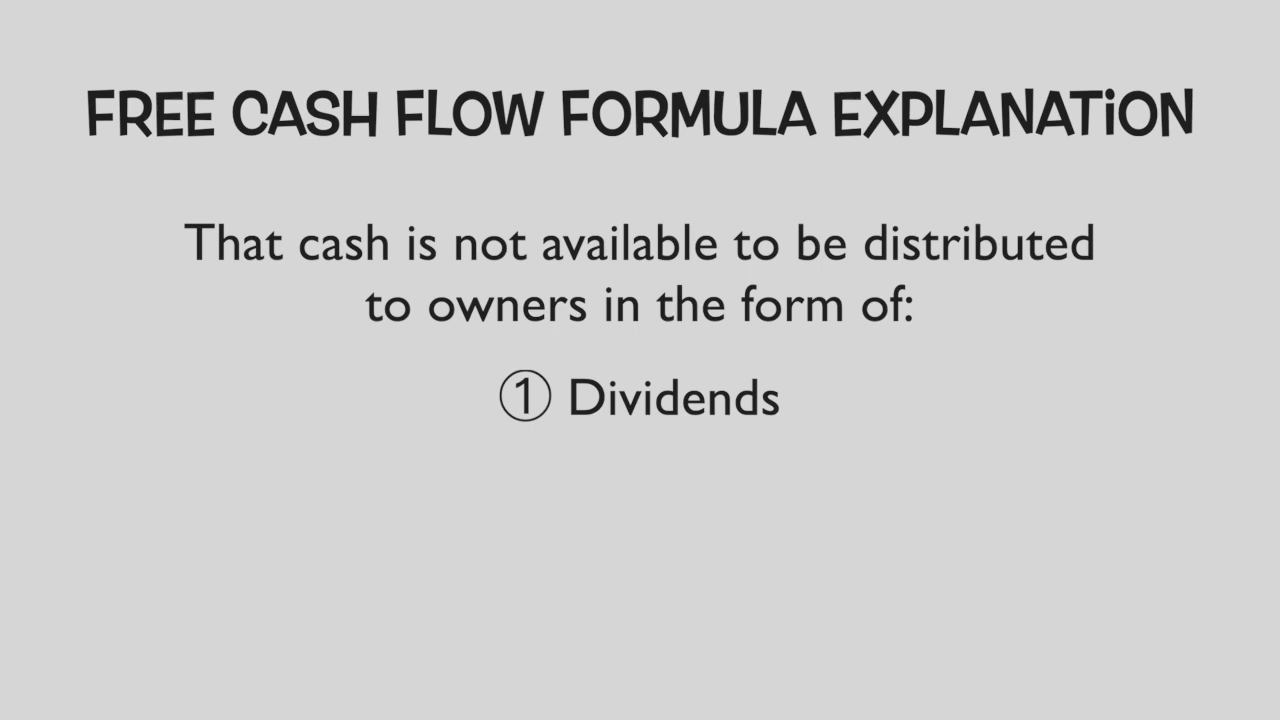 FREE CASH FLOW FORMULA EXPLANATiON
That cash is not available to be distributed
to owners in the form of:
① Dividends